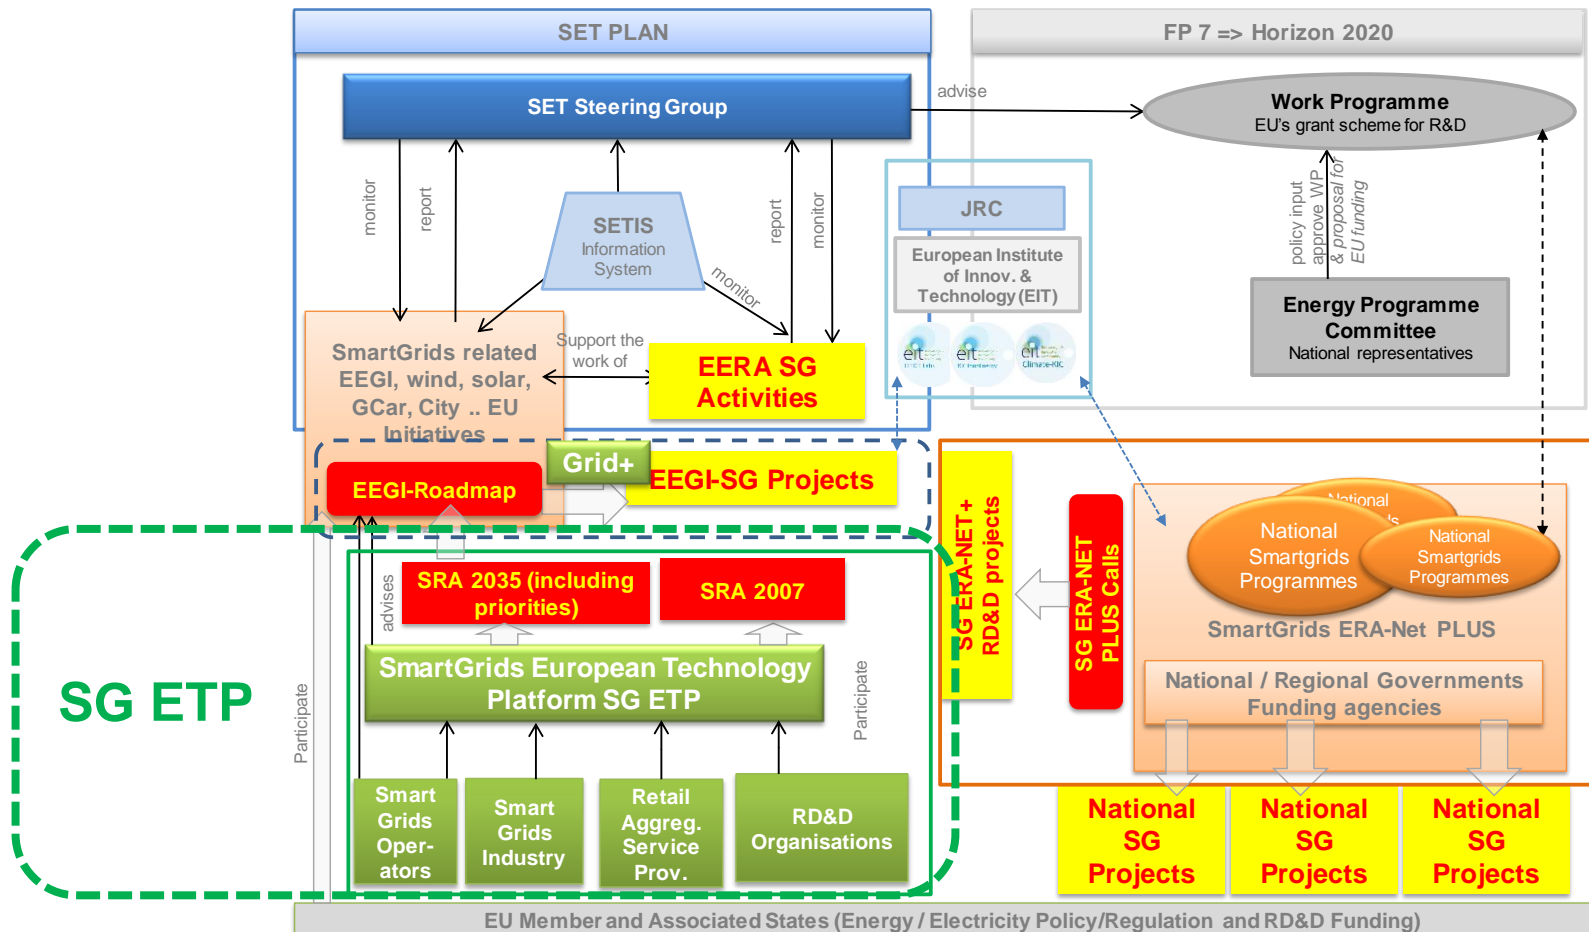 SET PLAN
FP 7 => Horizon 2020
SET Steering Group
advise
Work Programme
EU's grant scheme for R&D
monitor
report
SETIS
Information
System
monitor
report
monitor
JRC
European Institute
of Innov. &
Technology (EIT)
eit
eit
eit
Climate-KIC
policy input
approve WP
& proposal for
EU funding
Energy Programme
Committee
National representatives
SmartGrids related
EEGI, wind, solar,
GCar, City .. EU
Initiatives
Support the
work of
EERA SG
Activities
Grid+
EEGI-Roadmap
EEGI-SG Projects
SG ERA-NET+
RD&D projects
SG ERA-NET
PLUS Calls
National
National
Smartgrids
Programmes
National
Smartgrids
Programmes
SmartGrids ERA-Net PLUS
National / Regional Governments
Funding agencies
advises
SRA 2035 (including
priorities)
SRA 2007
SG ETP
Participate
SmartGrids European Technology
Platform SG ETP
Participate
Smart
Grids
Oper-
ators
Smart
Grids
Industry
Retail
Aggreg.
Service
Prov.
RD&D
Organisations
National
SG
Projects
National
SG
Projects
National
SG
Projects
EU Member and Associated States (Energy / Electricity Policy/Regulation and RD&D Funding)